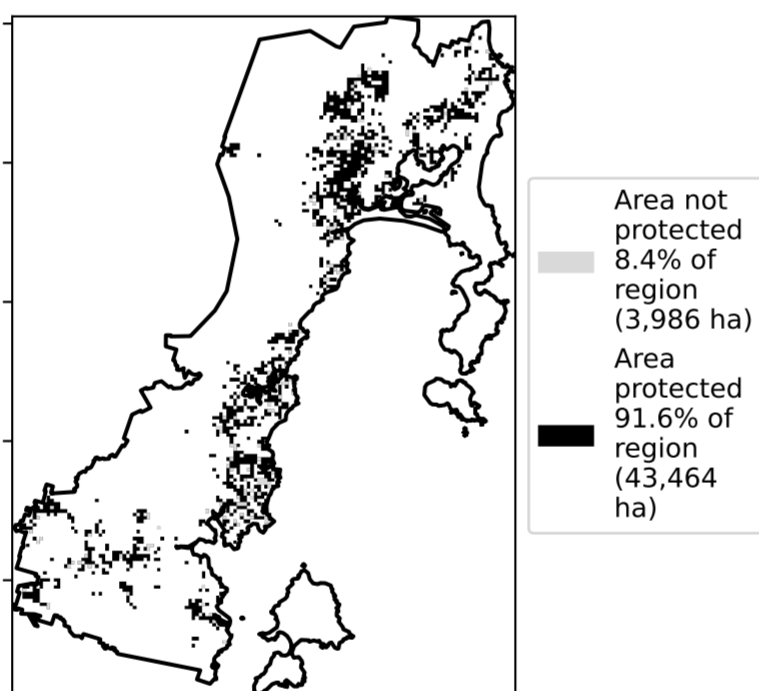 Area not
protected
8.4% of
region
(3,986 ha)
Area
protected
91.6% of
region
(43,464
ha)